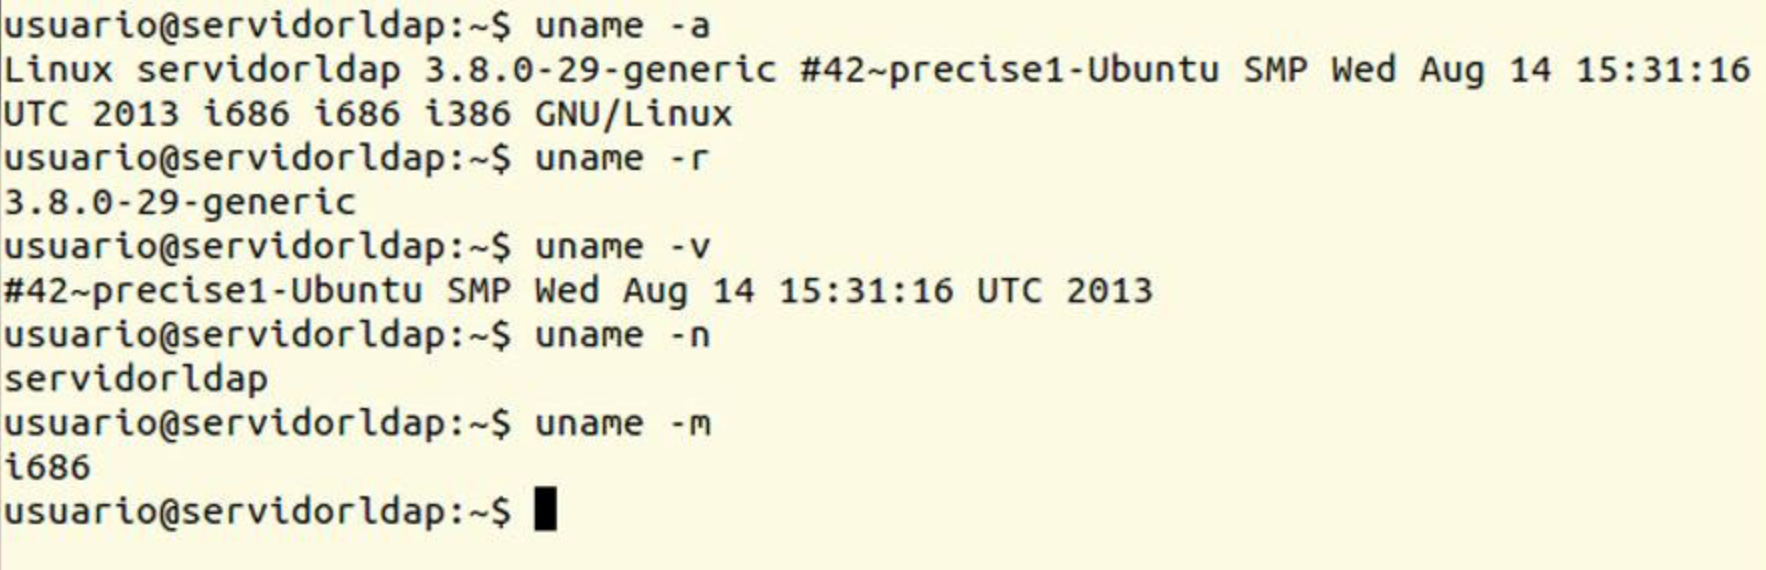 usuario@servidorldap:~$ uname -a
Linux servidorldap 3.8.0-29-generic #42~precise1-Ubuntu SMP Wed Aug 14 15:31:16
UTC 2013 i686 i686 i386 GNU/Linux
usuario@servidorldap:~$ uname -r
3.8.0-29-generic
usuario@servidorldap:~$ uname -v
#42~precise1-Ubuntu SMP Wed Aug 14 15:31:16 UTC 2013
usuario@servidorldap:~$ uname -n
servidorldap
usuario@servidorldap:~$ uname -m
i686
usuario@servidorldap:~$